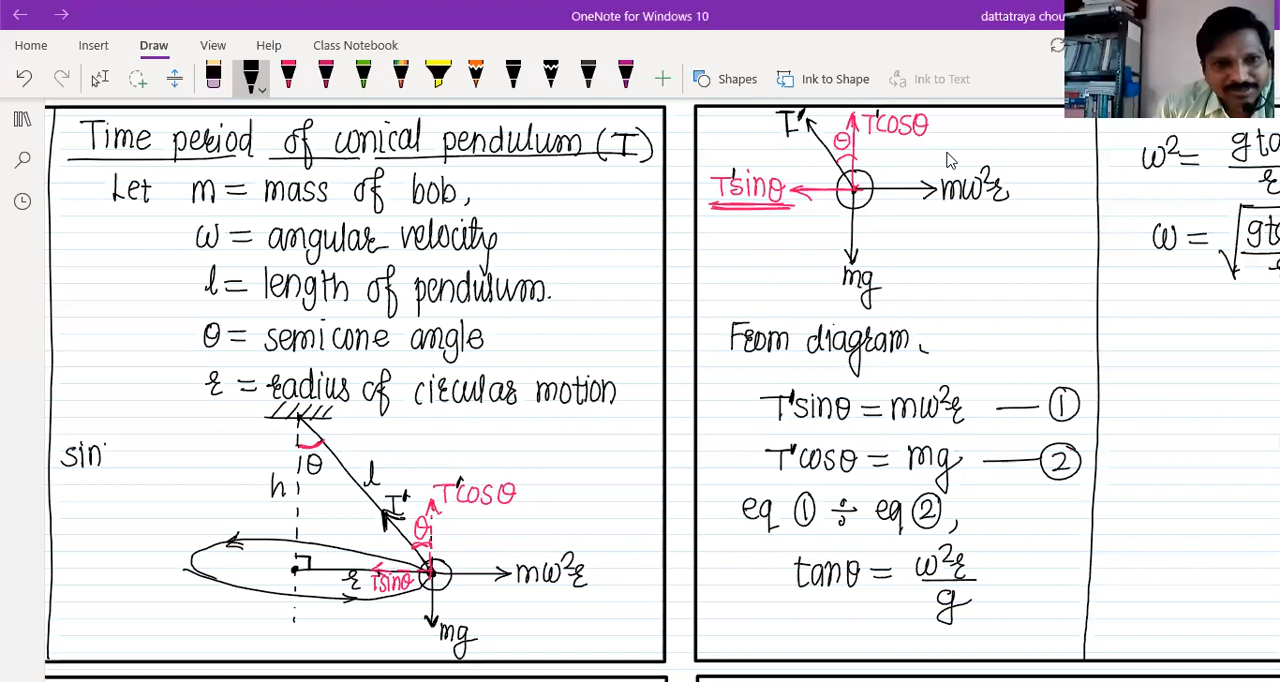 OneNote for Windows 10
dattatraya chou
Home Insert Draw View Help Class Notebook
Shapes Ink to Shape Ink to Text
Time period of conical pendulum (T)
Let m = mass of bob,
ω = angular velocity
l = length of pendulum.
θ = semicone angle
r = radius of circular motion
sin
θ
h
l
T'
T'cosθ
θ
r
T'sinθ
mω²r
mg
T'
θ
T'cosθ
T'sinθ
mω²r
mg
From diagram,
T'sinθ = mω²r — ①
T'cosθ = mg — ②
eq ① ÷ eq ②,
tanθ = ω²r/g
ω² = g ta
r
ω = √g ta
r